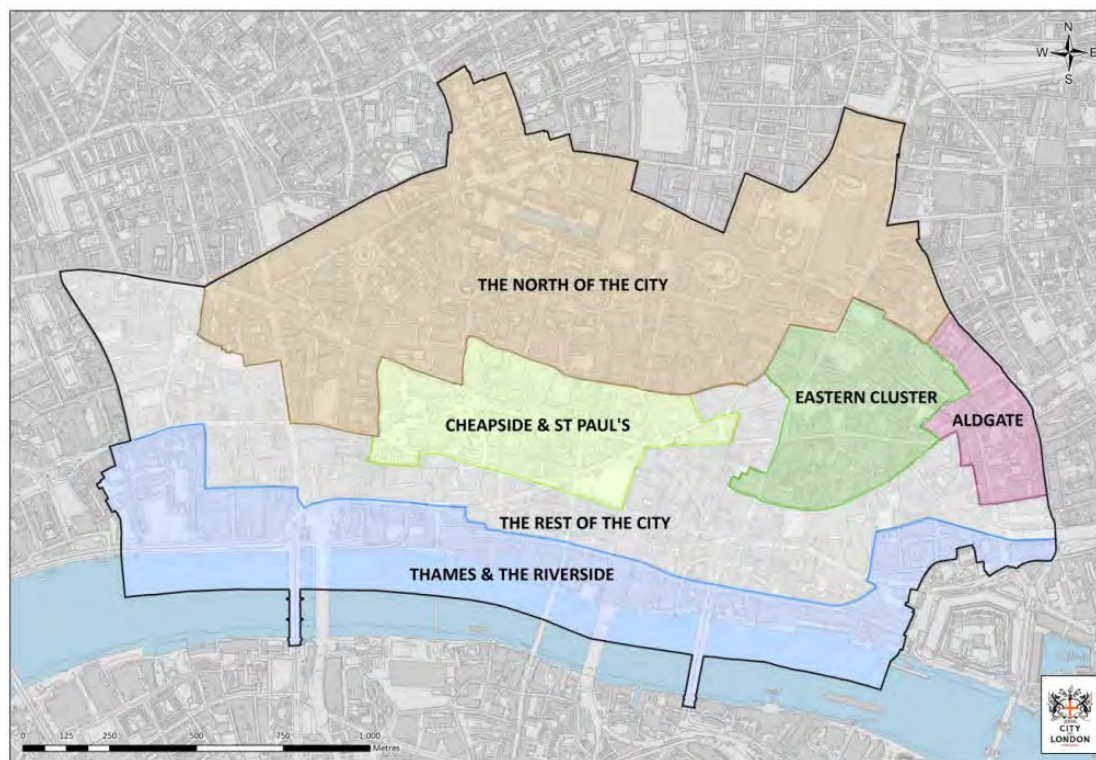 N
W E
S
THE NORTH OF THE CITY
EASTERN CLUSTER
ALDGATE
CHEAPSIDE & ST PAUL'S
THE REST OF THE CITY
THAMES & THE RIVERSIDE
0 125 250 500 750 1,000
Metres
CITY
OF
LONDON